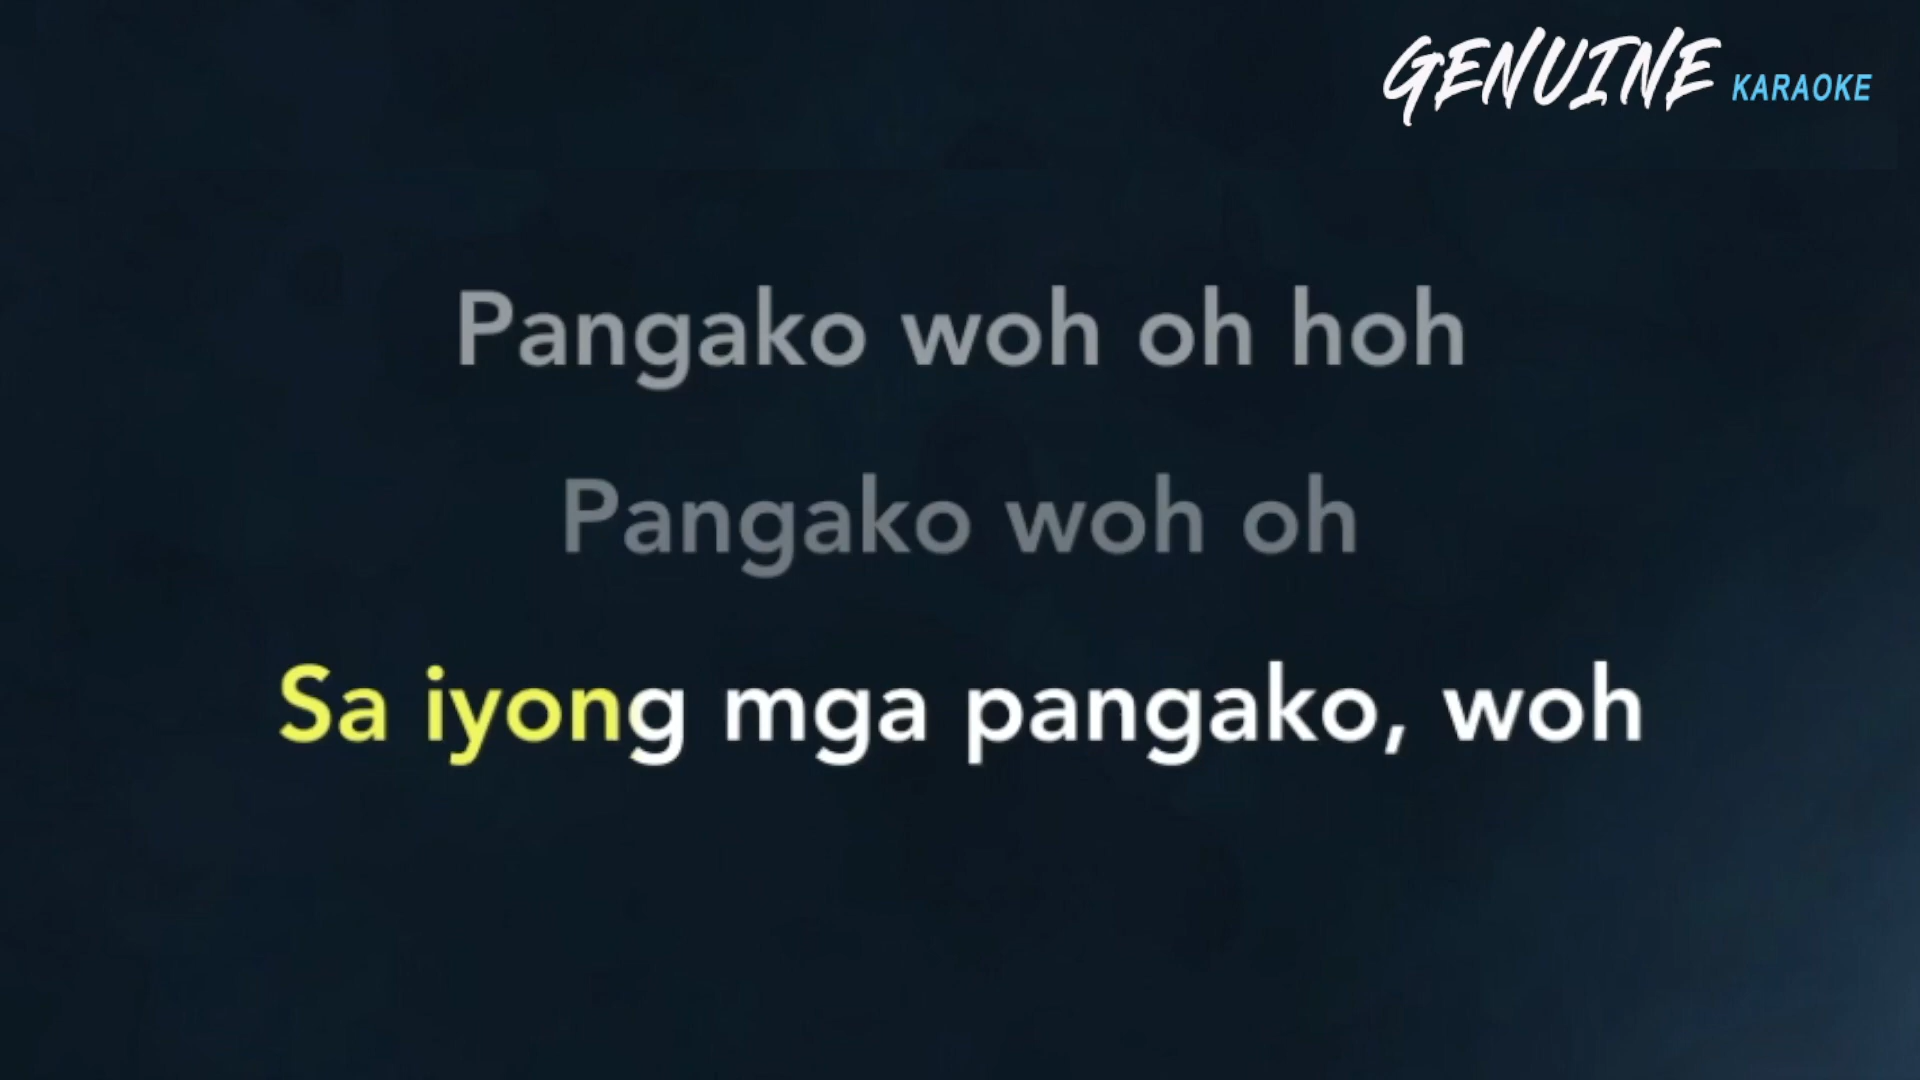 GENUINE KARAOKE
Pangako woh oh hoh
Pangako woh oh
Sa iyong mga pangako, woh